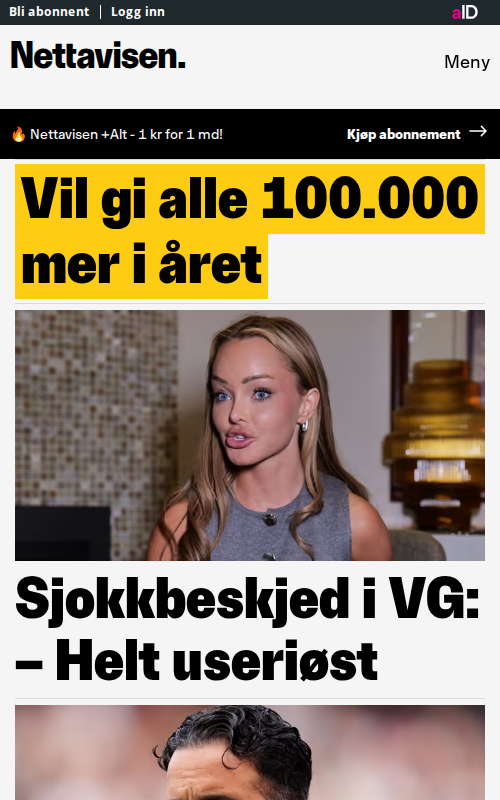 Bli abonnent | Logg inn
aID
Nettavisen.
Meny
🔥 Nettavisen +Alt - 1 kr for 1 md!
Kjøp abonnement →
Vil gi alle 100.000
mer i året
Sjokkbeskjed i VG:
– Helt useriøst